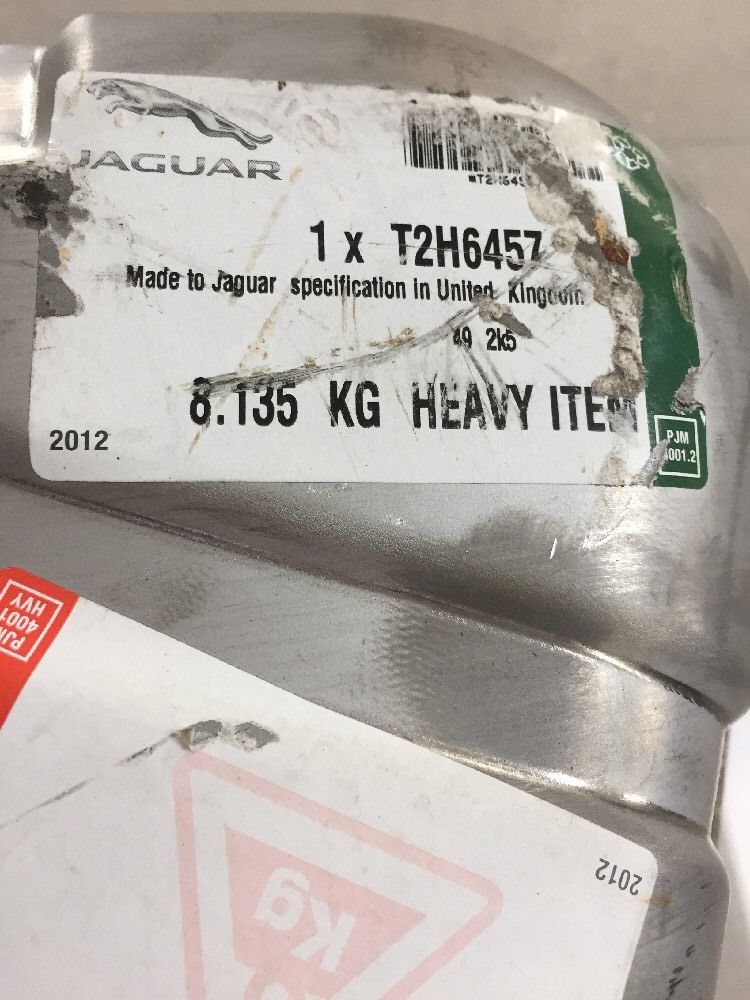 JAGUAR
1 x T2H6457
Made to Jaguar specification in United Kingdom
49 2k5
8.135 KG HEAVY ITEM
2012
PJM
4001.2
4001
HVY
2012
Kg